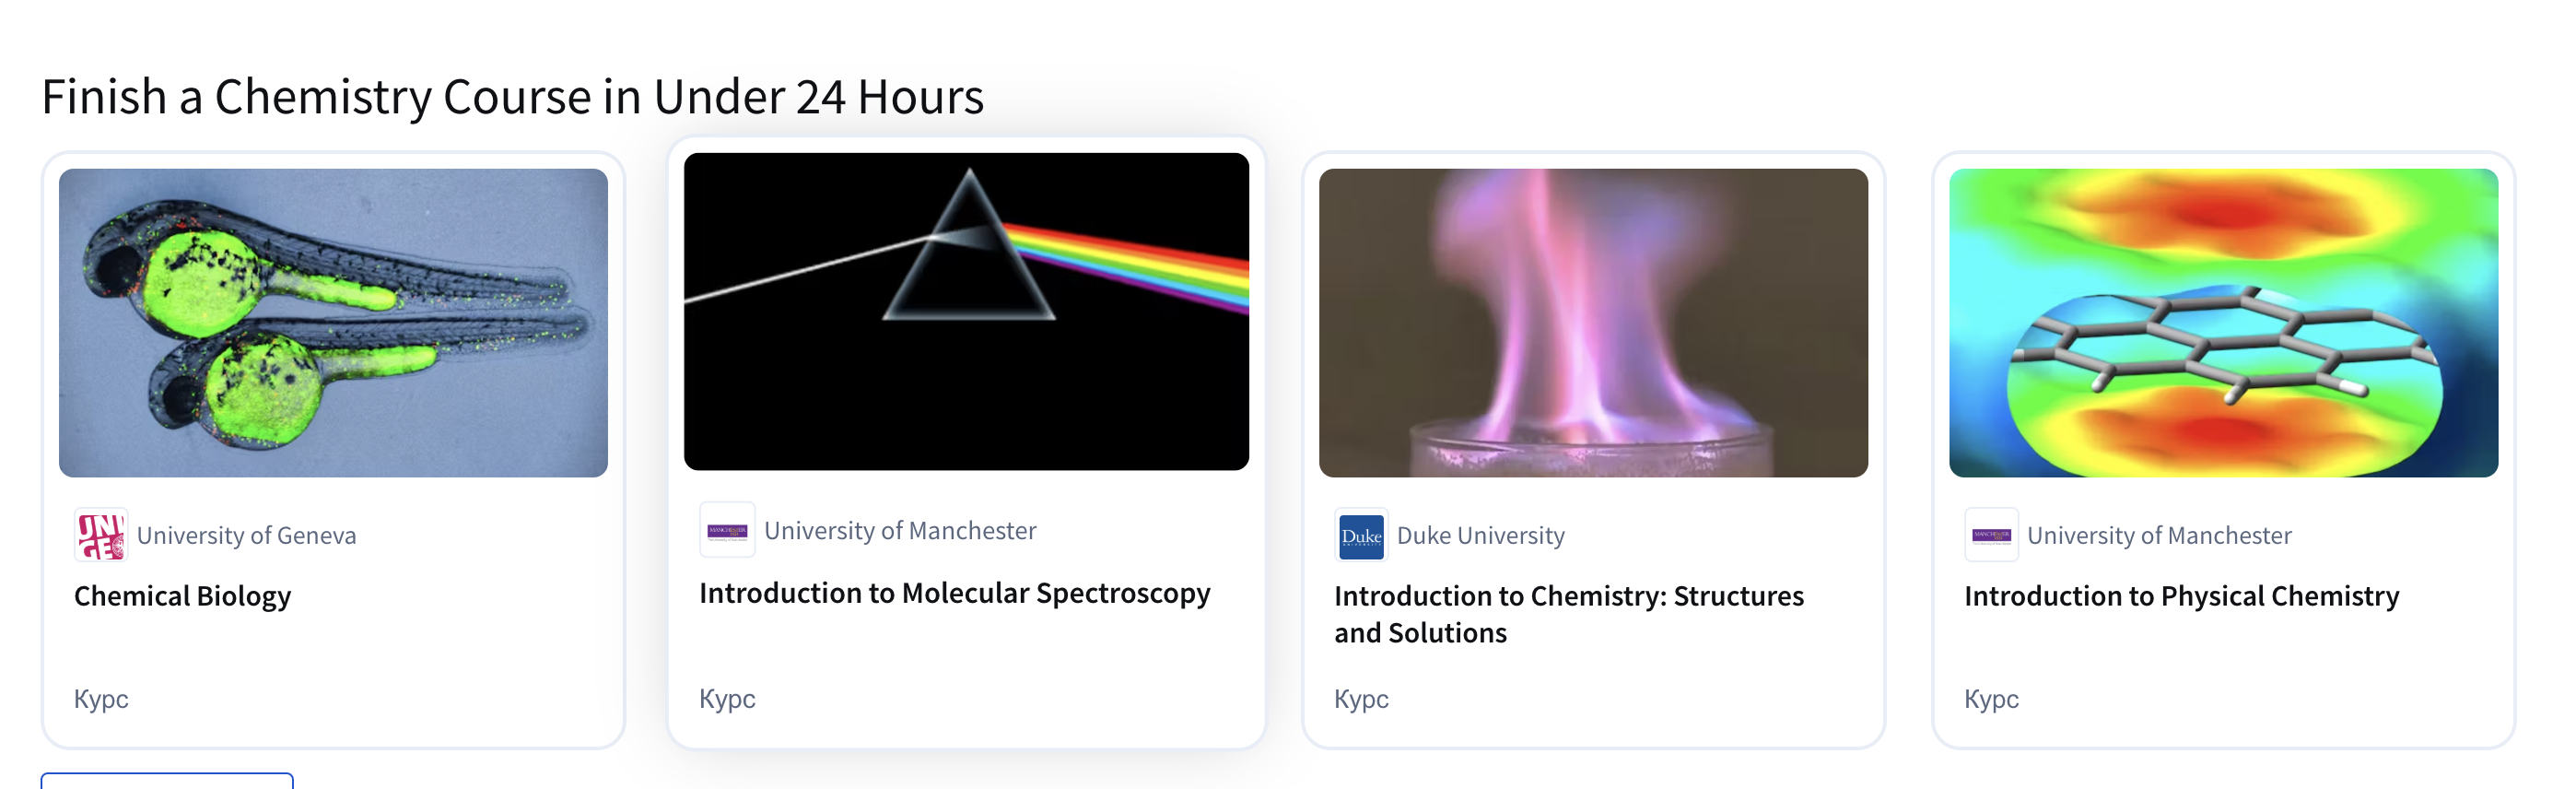 Finish a Chemistry Course in Under 24 Hours
University of Geneva
Chemical Biology
Курс
University of Manchester
Introduction to Molecular Spectroscopy
Курс
Duke
Duke University
Introduction to Chemistry: Structures
and Solutions
Курс
University of Manchester
Introduction to Physical Chemistry
Курс